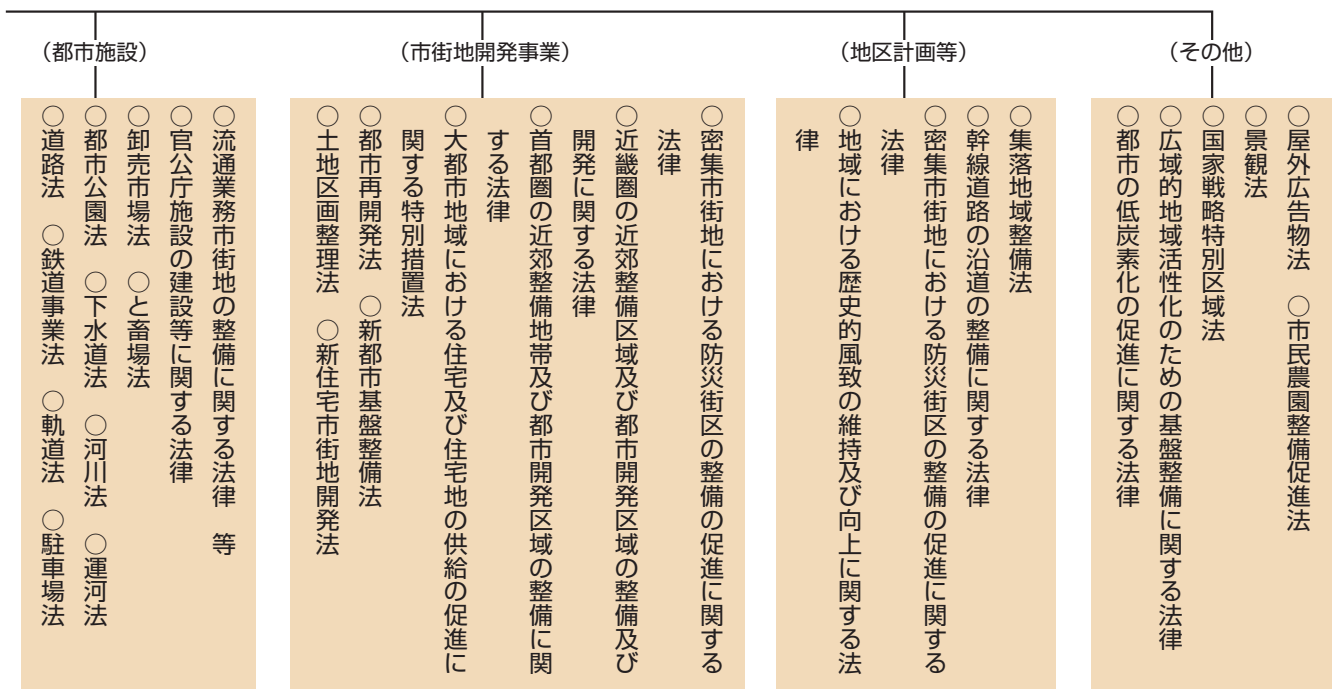 （都市施設）
○流通業務市街地の整備に関する法律　等
○官公庁施設の建設等に関する法律
○卸売市場法　○と畜場法
○都市公園法　○下水道法　○河川法　○運河法
○道路法　○鉄道事業法　○軌道法　○駐車場法
（市街地開発事業）
○密集市街地における防災街区の整備の促進に関する
法律
○近畿圏の近郊整備区域及び都市開発区域の整備及び
開発に関する法律
○首都圏の近郊整備地帯及び都市開発区域の整備に関
する法律
○大都市地域における住宅及び住宅地の供給の促進に
関する特別措置法
○都市再開発法　○新都市基盤整備法
○土地区画整理法　○新住宅市街地開発法
（地区計画等）
○集落地域整備法
○幹線道路の沿道の整備に関する法律
○密集市街地における防災街区の整備の促進に関する
法律
○地域における歴史的風致の維持及び向上に関する法
律
（その他）
○屋外広告物法　○市民農園整備促進法
○景観法
○国家戦略特別区域法
○広域的地域活性化のための基盤整備に関する法律
○都市の低炭素化の促進に関する法律